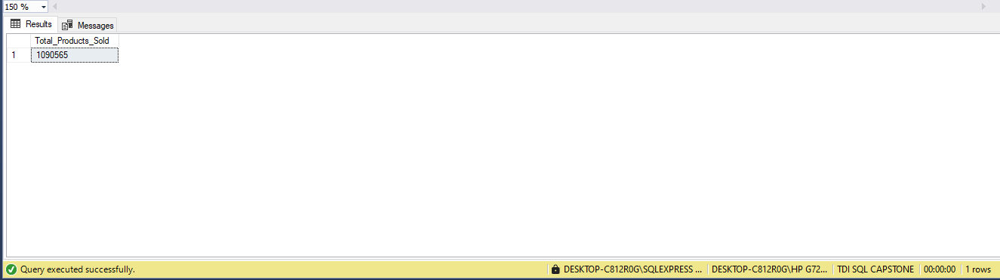 150 %
Results Messages
Total_Products_Sold
1 1090565
Query executed successfully. DESKTOP-C812R0G\SQLEXPRESS ... DESKTOP-C812R0G\HP G72... TDI SQL CAPSTONE 00:00:00 1 rows